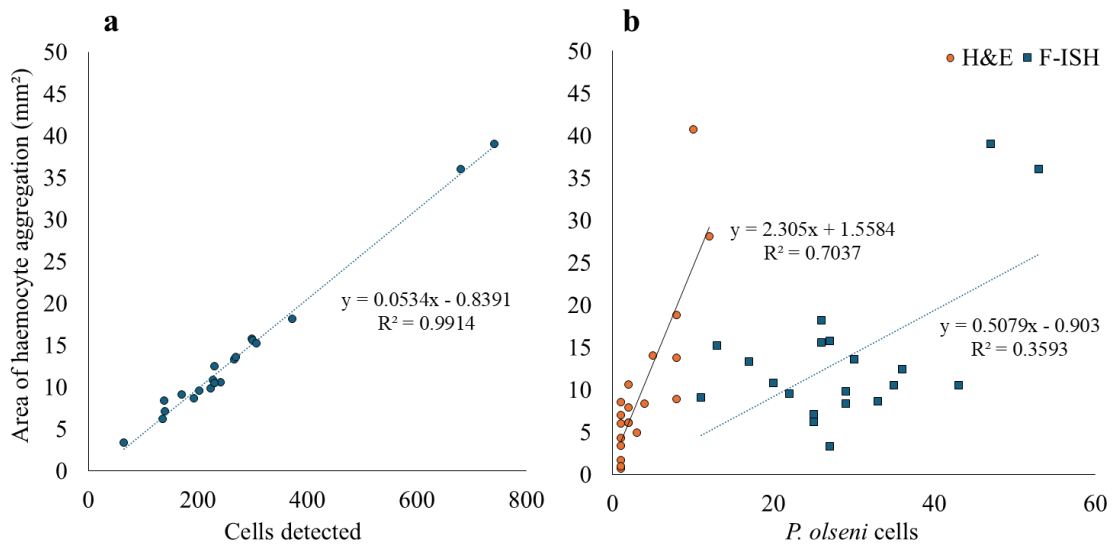 a
Area of haemocyte aggregation (mm²)
50
45
40
35
30
25
20
15
10
5
0
0 200 400 600 800
Cells detected
y = 0.0534x - 0.8391
R² = 0.9914
b
H&E F-ISH
50
45
40
35
30
25
20
15
10
5
0
0 20 40 60
P. olseni cells
y = 2.305x + 1.5584
R² = 0.7037
y = 0.5079x - 0.903
R² = 0.3593